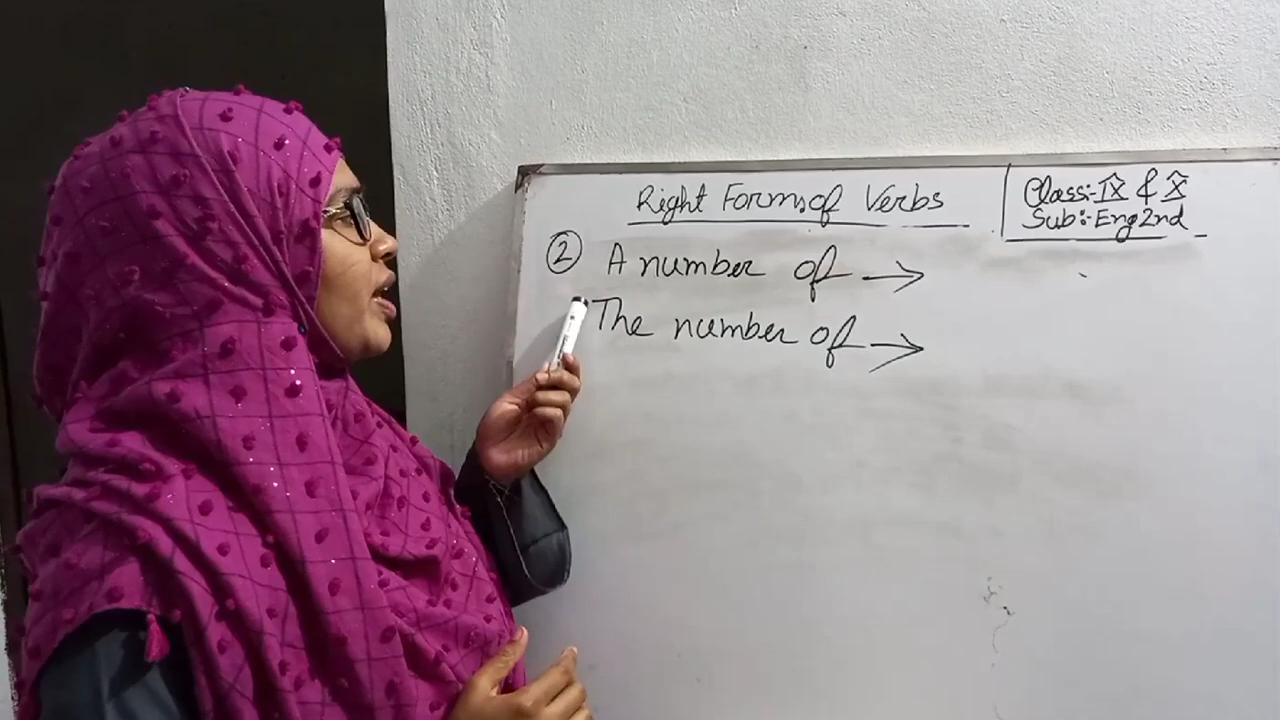 Right Forms of Verbs
Class:- IX & X
Sub:- Eng 2nd
② A number of →
The number of →